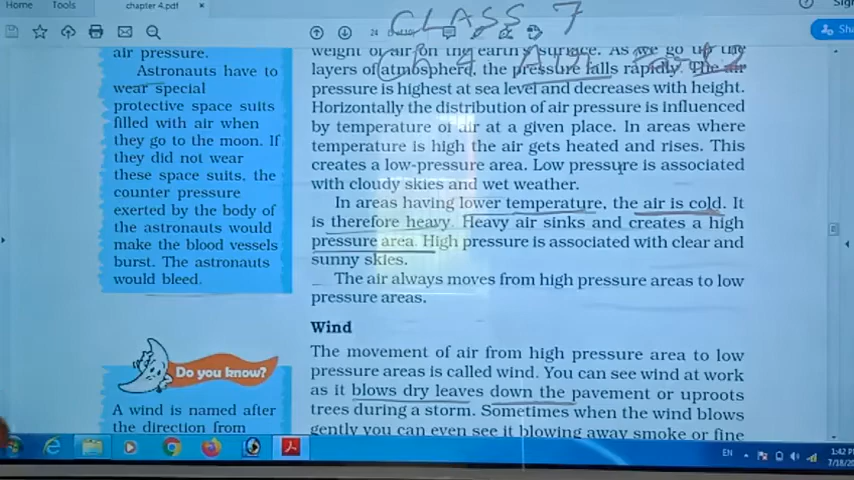 Home Tools chapter 4.pdf ×
CLASS 7
Ch 4
air pressure.
Astronauts have to
wear special
protective space suits
filled with air when
they go to the moon. If
they did not wear
these space suits, the
counter pressure
exerted by the body of
the astronauts would
make the blood vessels
burst. The astronauts
would bleed.
Do you know?
A wind is named after
the direction from
weight of air on the earth's surface. As we go up the
layers of atmosphere, the pressure falls rapidly. The air
pressure is highest at sea level and decreases with height.
Horizontally the distribution of air pressure is influenced
by temperature of air at a given place. In areas where
temperature is high the air gets heated and rises. This
creates a low-pressure area. Low pressure is associated
with cloudy skies and wet weather.
In areas having lower temperature, the air is cold. It
is therefore heavy. Heavy air sinks and creates a high
pressure area. High pressure is associated with clear and
sunny skies.
The air always moves from high pressure areas to low
pressure areas.
Wind
The movement of air from high pressure area to low
pressure areas is called wind. You can see wind at work
as it blows dry leaves down the pavement or uproots
trees during a storm. Sometimes when the wind blows
gently you can even see it blowing away smoke or fine
EN
1:42 P